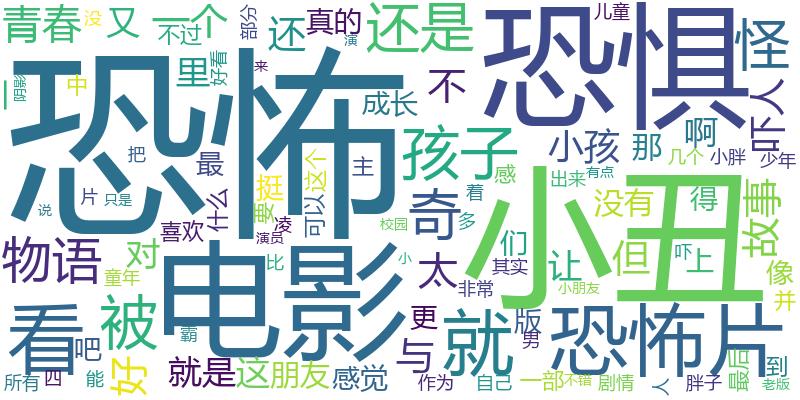 青春
没
又
一个
部分
还
真的
演
还是
恐惧
儿童
怪
不过
好看
来
里
中
阴影
一
恐怖
成长
不
孩子
小孩
那
啊
吓人
把
最
主
感
几个
小胖
少年
片
只是
什么
挺
要
这个
可以
奇
着
出来
有点
小丑
没有
得
故事
说
喜欢
凌
演员
校园
多
们
物语
对
童年
电影
比
小
太
其实
非常
让
但
吓
上
像
小朋友
并
看
被
霸
更
与
就
版
男
恐怖片
到
吧
好
所有
四
能
就是
这
朋友
感觉
作为
自己
一部
不错
剧情
人
胖子
最后
老版